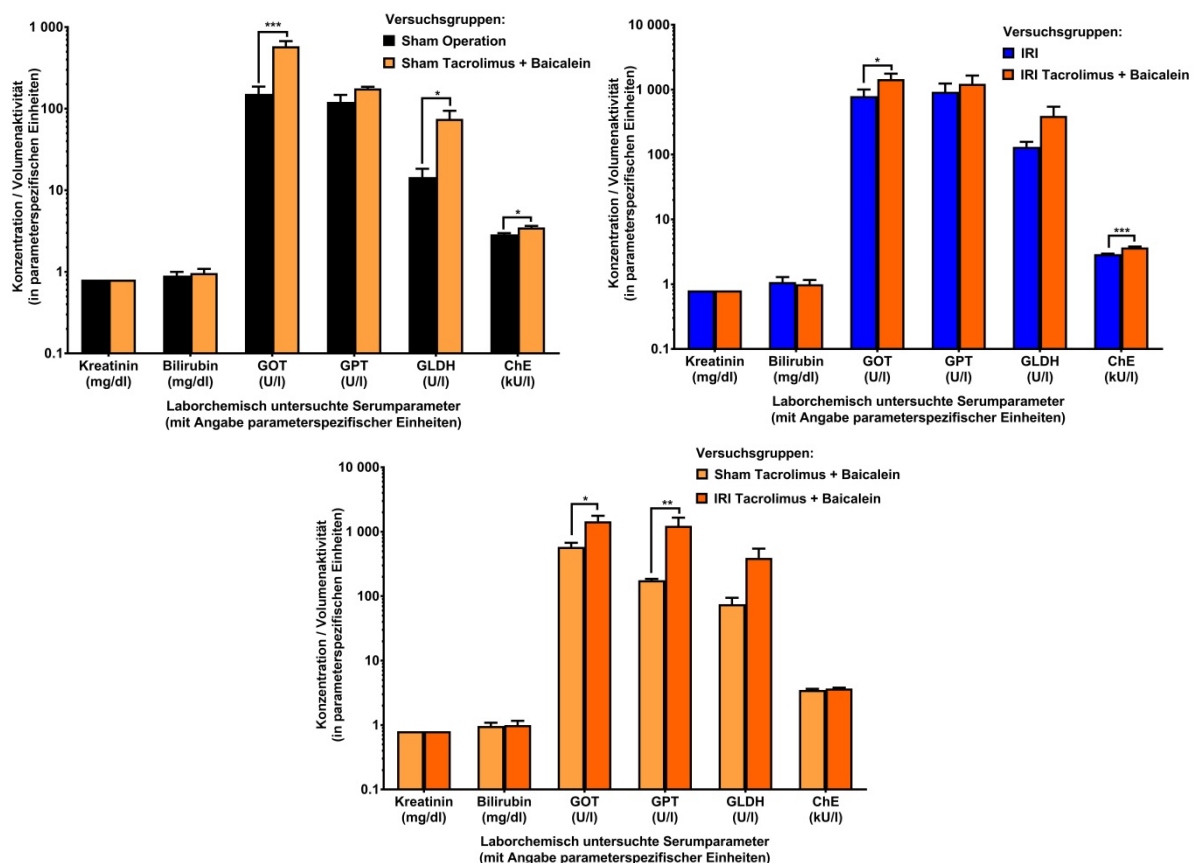 Versuchsgruppen:
Sham Operation
Sham Tacrolimus + Baicalein
Konzentration / Volumenaktivität
(in parameterspezifischen Einheiten)
1 000
100
10
1
0.1
***
*
*
Kreatinin
(mg/dl)
Bilirubin
(mg/dl)
GOT
(U/l)
GPT
(U/l)
GLDH
(U/l)
ChE
(kU/l)
Laborchemisch untersuchte Serumparameter
(mit Angabe parameterspezifischer Einheiten)
Versuchsgruppen:
IRI
IRI Tacrolimus + Baicalein
Konzentration / Volumenaktivität
(in parameterspezifischen Einheiten)
10 000
1 000
100
10
1
0.1
*
***
Kreatinin
(mg/dl)
Bilirubin
(mg/dl)
GOT
(U/l)
GPT
(U/l)
GLDH
(U/l)
ChE
(kU/l)
Laborchemisch untersuchte Serumparameter
(mit Angabe parameterspezifischer Einheiten)
Versuchsgruppen:
Sham Tacrolimus + Baicalein
IRI Tacrolimus + Baicalein
Konzentration / Volumenaktivität
(in parameterspezifischen Einheiten)
10 000
1 000
100
10
1
0.1
*
**
Kreatinin
(mg/dl)
Bilirubin
(mg/dl)
GOT
(U/l)
GPT
(U/l)
GLDH
(U/l)
ChE
(kU/l)
Laborchemisch untersuchte Serumparameter
(mit Angabe parameterspezifischer Einheiten)